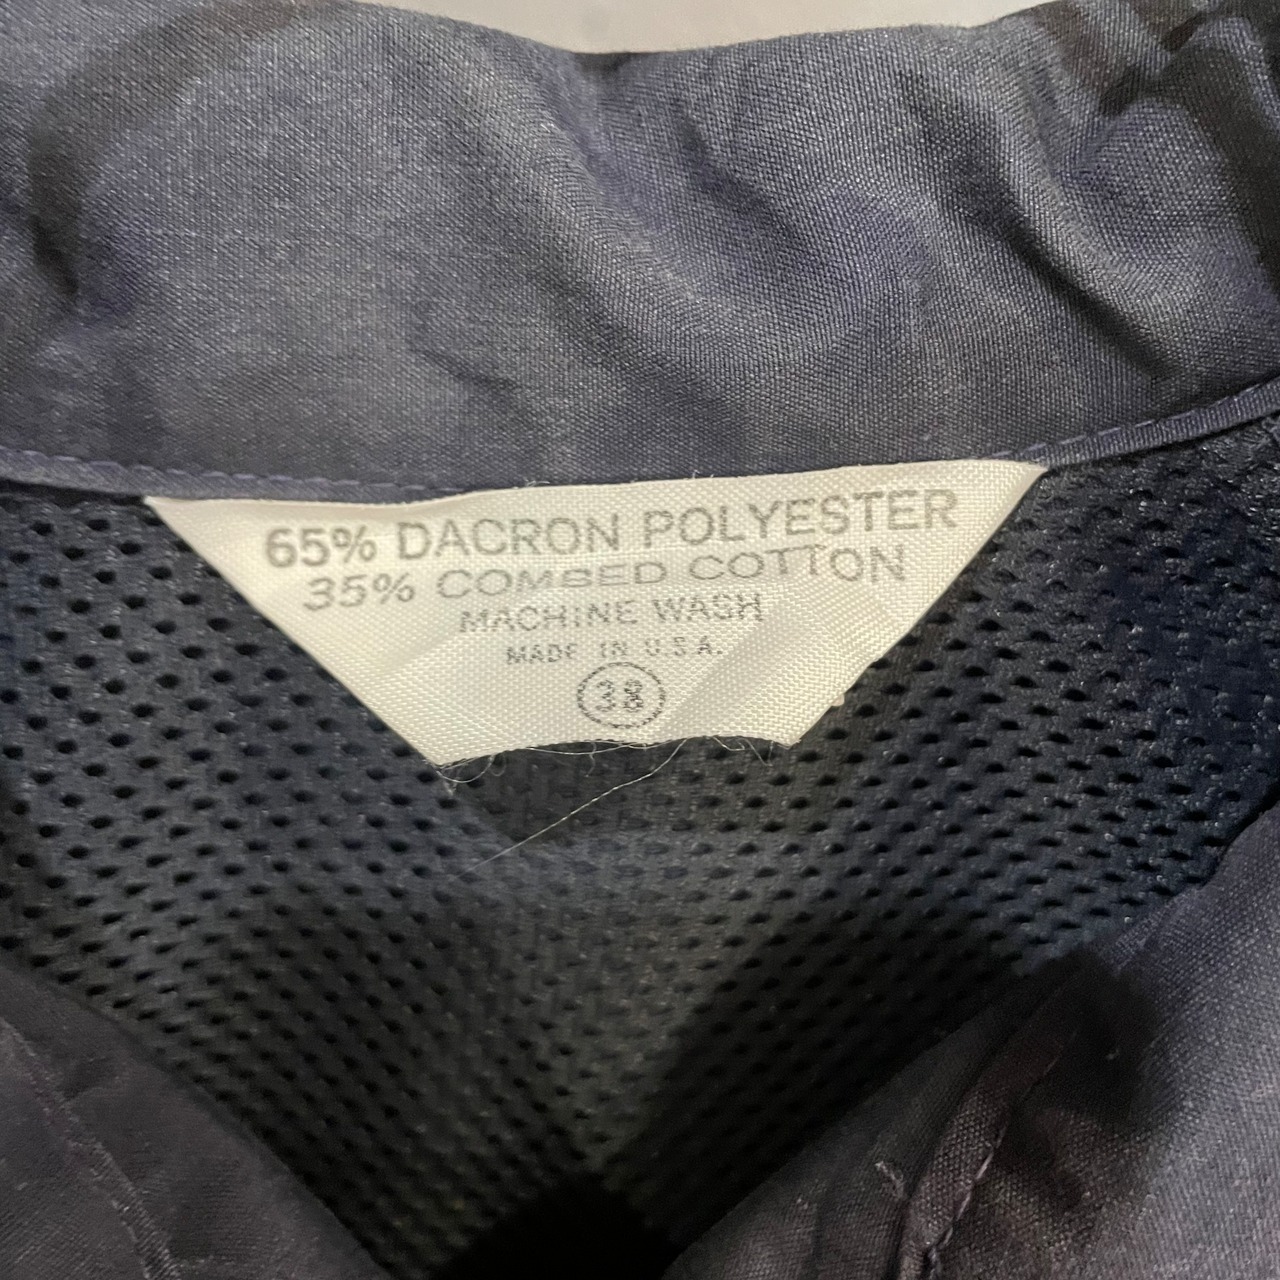 65% DACRON POLYESTER
35% COMBED COTTON
MACHINE WASH
MADE IN U.S.A.
38